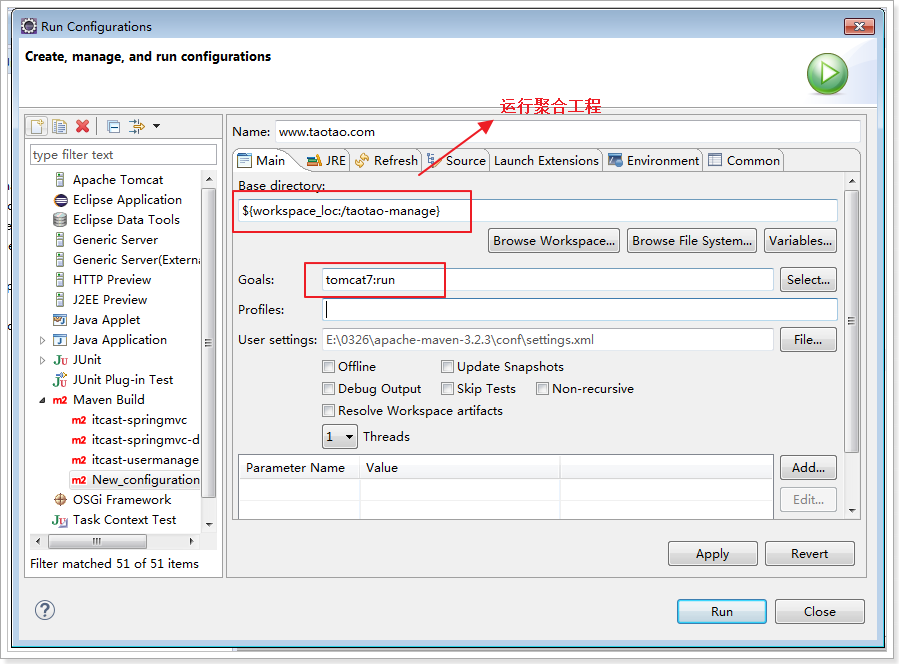 Run Configurations
Create, manage, and run configurations
运行聚合工程
type filter text
Apache Tomcat
Eclipse Application
Eclipse Data Tools
Generic Server
Generic Server(Externa
HTTP Preview
J2EE Preview
Java Applet
Java Application
JUnit
JUnit Plug-in Test
Maven Build
itcast-springmvc
itcast-springmvc-d
itcast-usermanage
New_configuration
OSGi Framework
Task Context Test
Filter matched 51 of 51 items
Name: www.taotao.com
Main JRE Refresh Source Launch Extensions Environment Common
Base directory:
${workspace_loc:/taotao-manage}
Browse Workspace... Browse File System... Variables...
Goals: tomcat7:run Select...
Profiles:
User settings: E:\0326\apache-maven-3.2.3\conf\settings.xml File...
Offline Update Snapshots
Debug Output Skip Tests Non-recursive
Resolve Workspace artifacts
1 Threads
Parameter Name Value Add...
Edit...
Apply Revert
Run Close